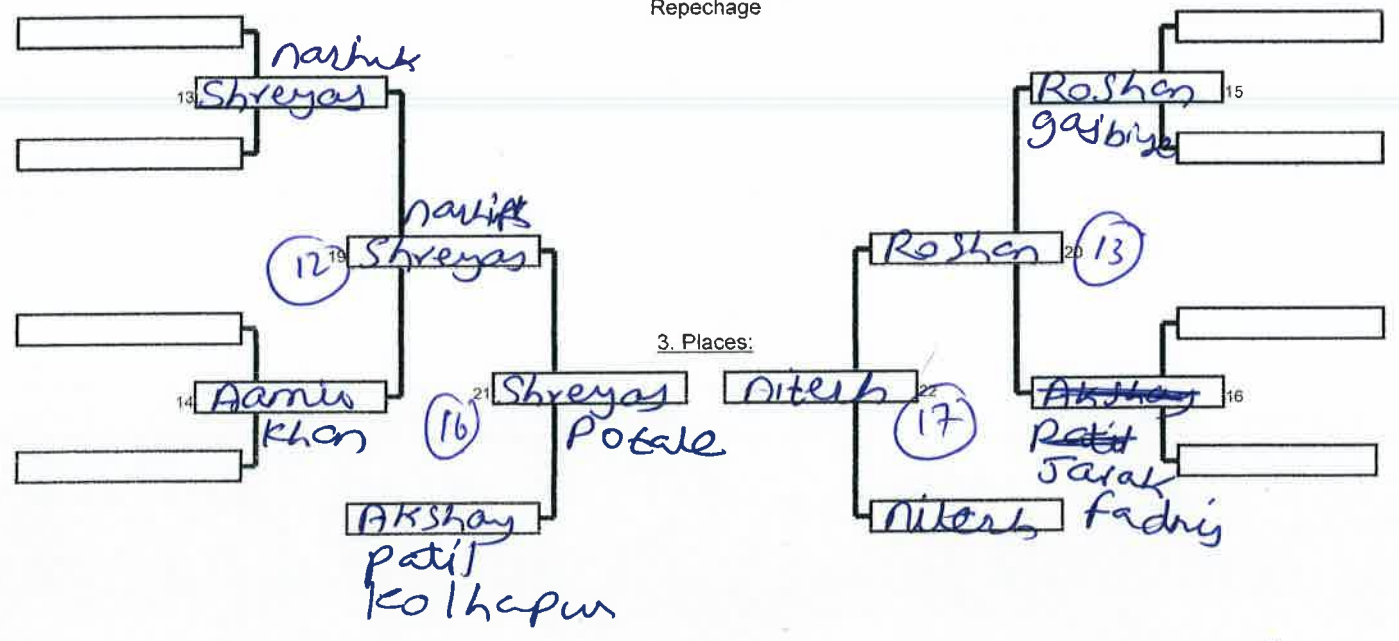 Repechage
Nashik
13 Shreyas
Roshan 15
gajbiye
Nashik
12 19 Shreyas
Roshan 20 13
3. Places:
14 Aamir
Khan
16 21 Shreyas
Potale
Nitesh 22 17
Akshay 16
Patil
Jarak
fadnis
Akshay
patil
Kolhapur
Nitesh